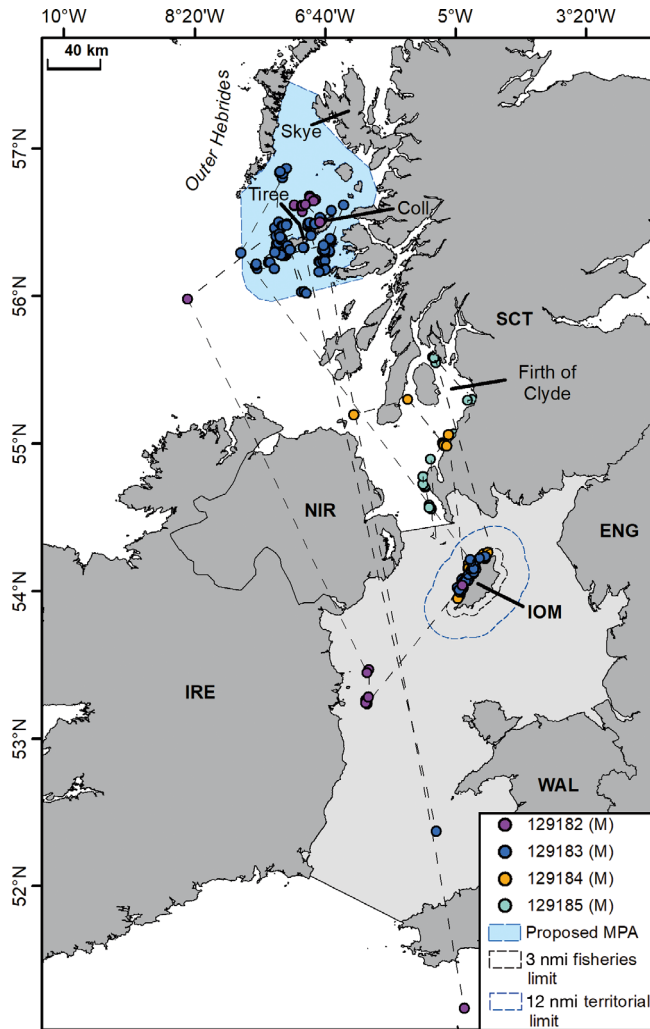 10°W 8°20'W 6°40'W 5°W 3°20'W
40 km
Outer Hebrides
Skye
57°N
Tiree
Coll
56°N
SCT
Firth of
Clyde
55°N
NIR
ENG
54°N
IOM
IRE
53°N
WAL
52°N
129182 (M)
129183 (M)
129184 (M)
129185 (M)
Proposed MPA
3 nmi fisheries
limit
12 nmi territorial
limit